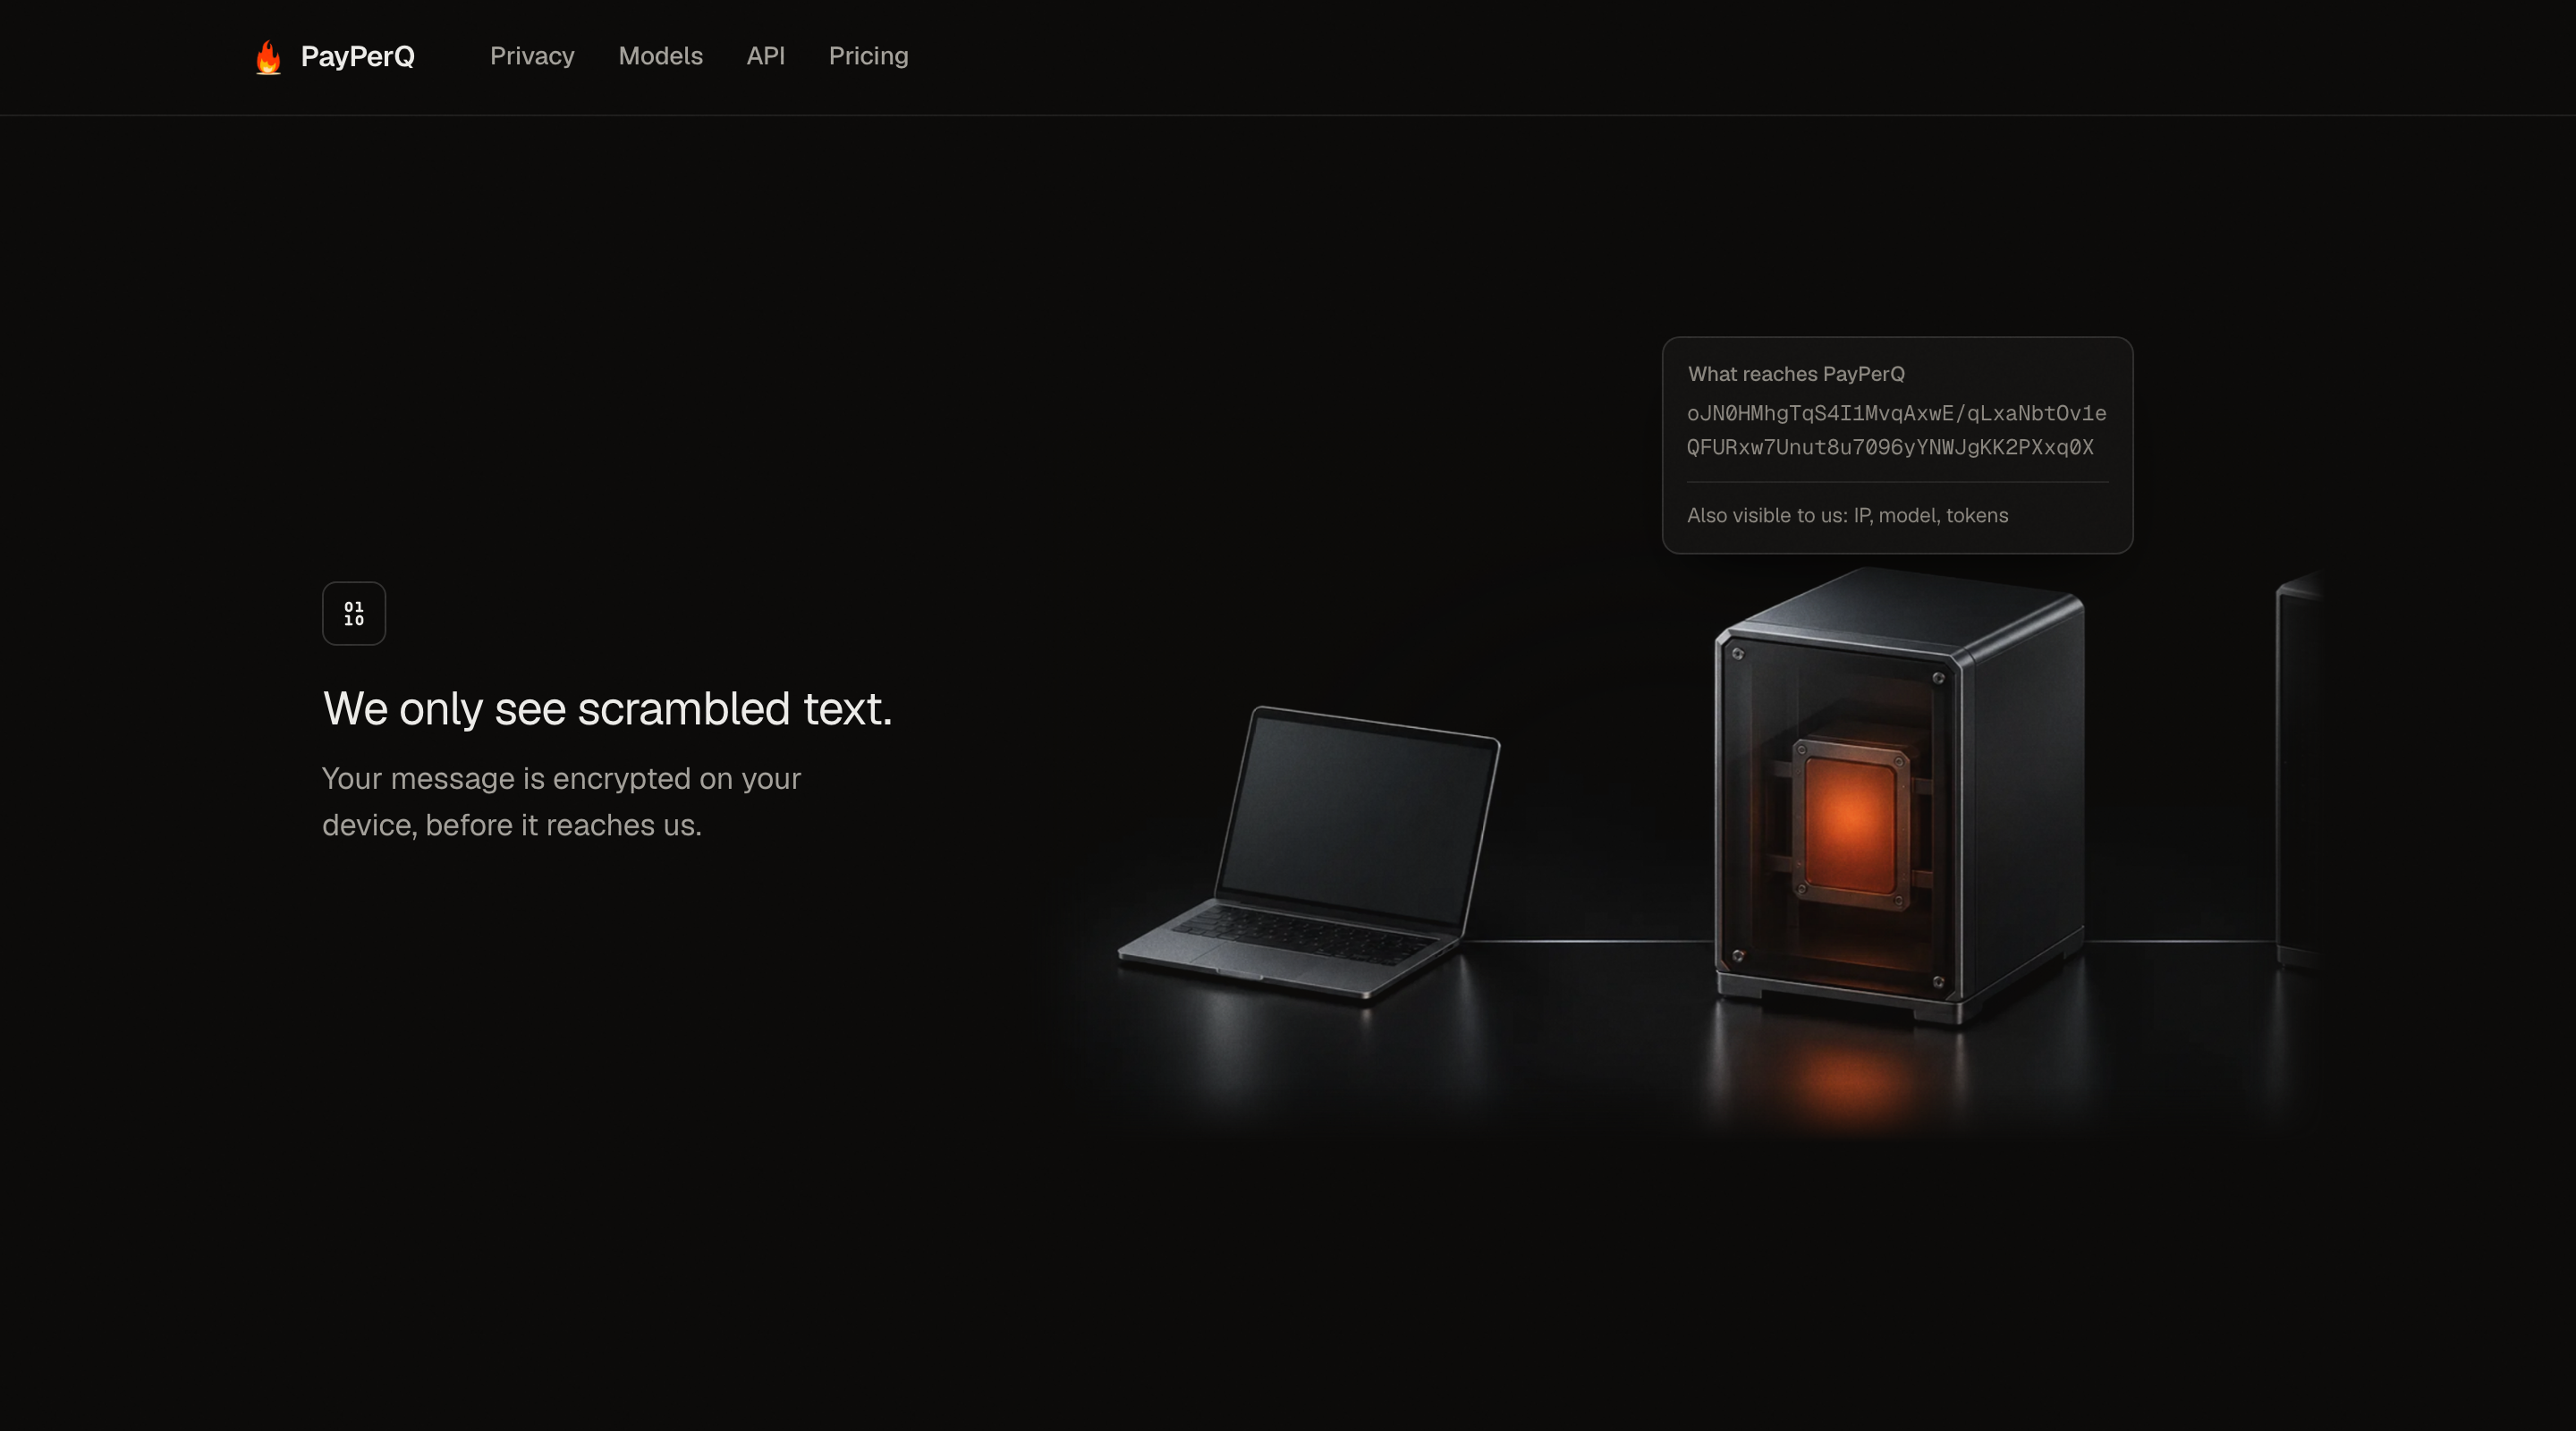 PayPerQ
Privacy
Models
API
Pricing
What reaches PayPerQ
oJN0HMhgTqS4I1MvqAxwE/qLxaNbtOv1e
QFURxw7Unut8u7096yYNWJgKK2PXxq0X
Also visible to us: IP, model, tokens
01
10
We only see scrambled text.
Your message is encrypted on your
device, before it reaches us.